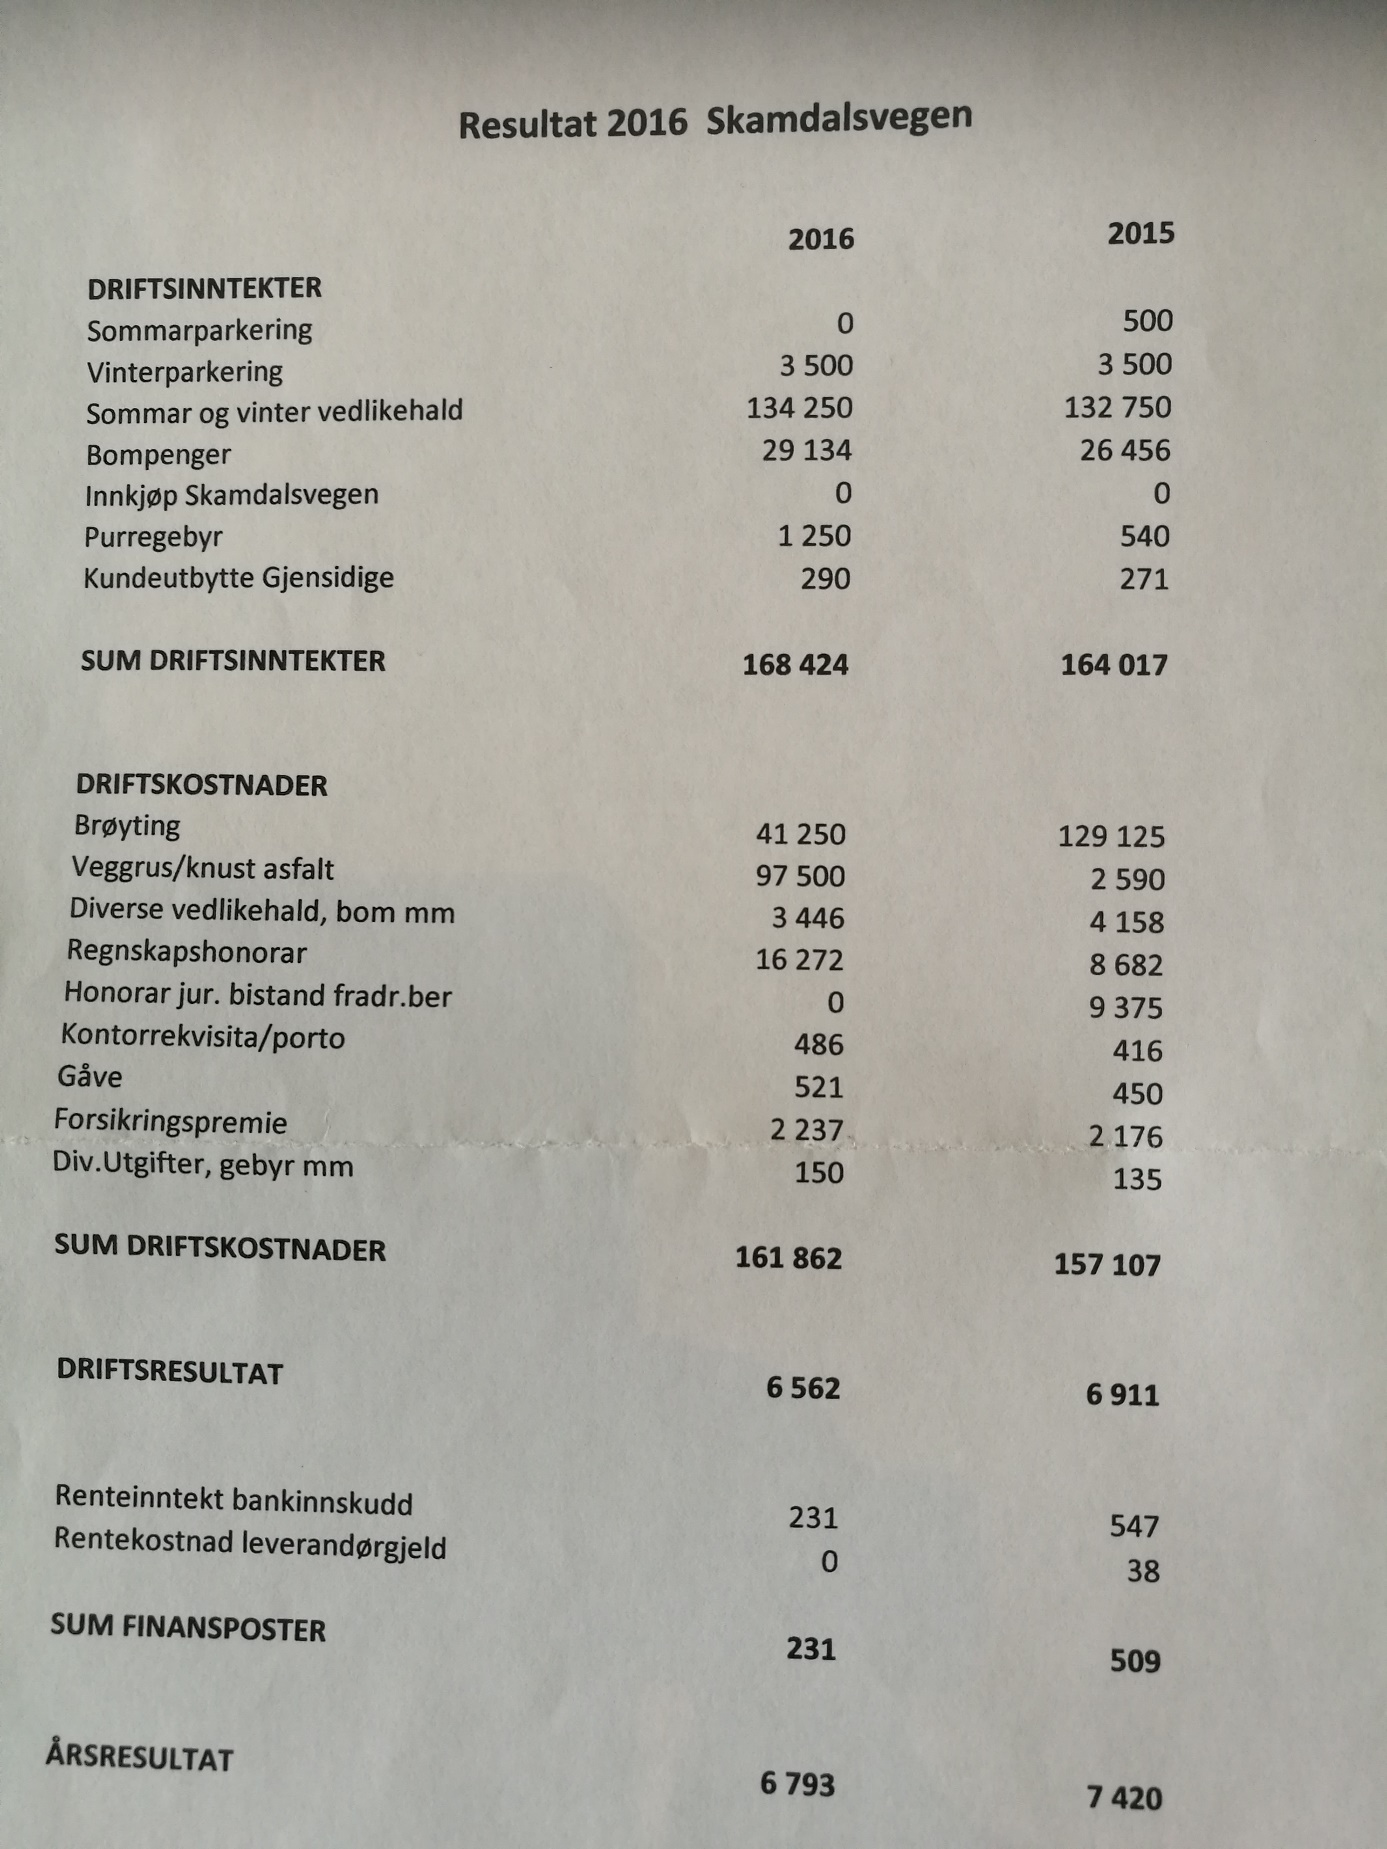 Resultat 2016 Skamdalsvegen
2016 2015
DRIFTSINNTEKTER
Sommarparkering 0 500
Vinterparkering 3 500 3 500
Sommar og vinter vedlikehald 134 250 132 750
Bompenger 29 134 26 456
Innkjøp Skamdalsvegen 0 0
Purregebyr 1 250 540
Kundeutbytte Gjensidige 290 271
SUM DRIFTSINNTEKTER 168 424 164 017
DRIFTSKOSTNADER
Brøyting 41 250 129 125
Veggrus/knust asfalt 97 500 2 590
Diverse vedlikehald, bom mm 3 446 4 158
Regnskapshonorar 16 272 8 682
Honorar jur. bistand fradr.ber 0 9 375
Kontorrekvisita/porto 486 416
Gåve 521 450
Forsikringspremie 2 237 2 176
Div.Utgifter, gebyr mm 150 135
SUM DRIFTSKOSTNADER 161 862 157 107
DRIFTSRESULTAT 6 562 6 911
Renteinntekt bankinnskudd 231 547
Rentekostnad leverandørgjeld 0 38
SUM FINANSPOSTER 231 509
ÅRSRESULTAT 6 793 7 420